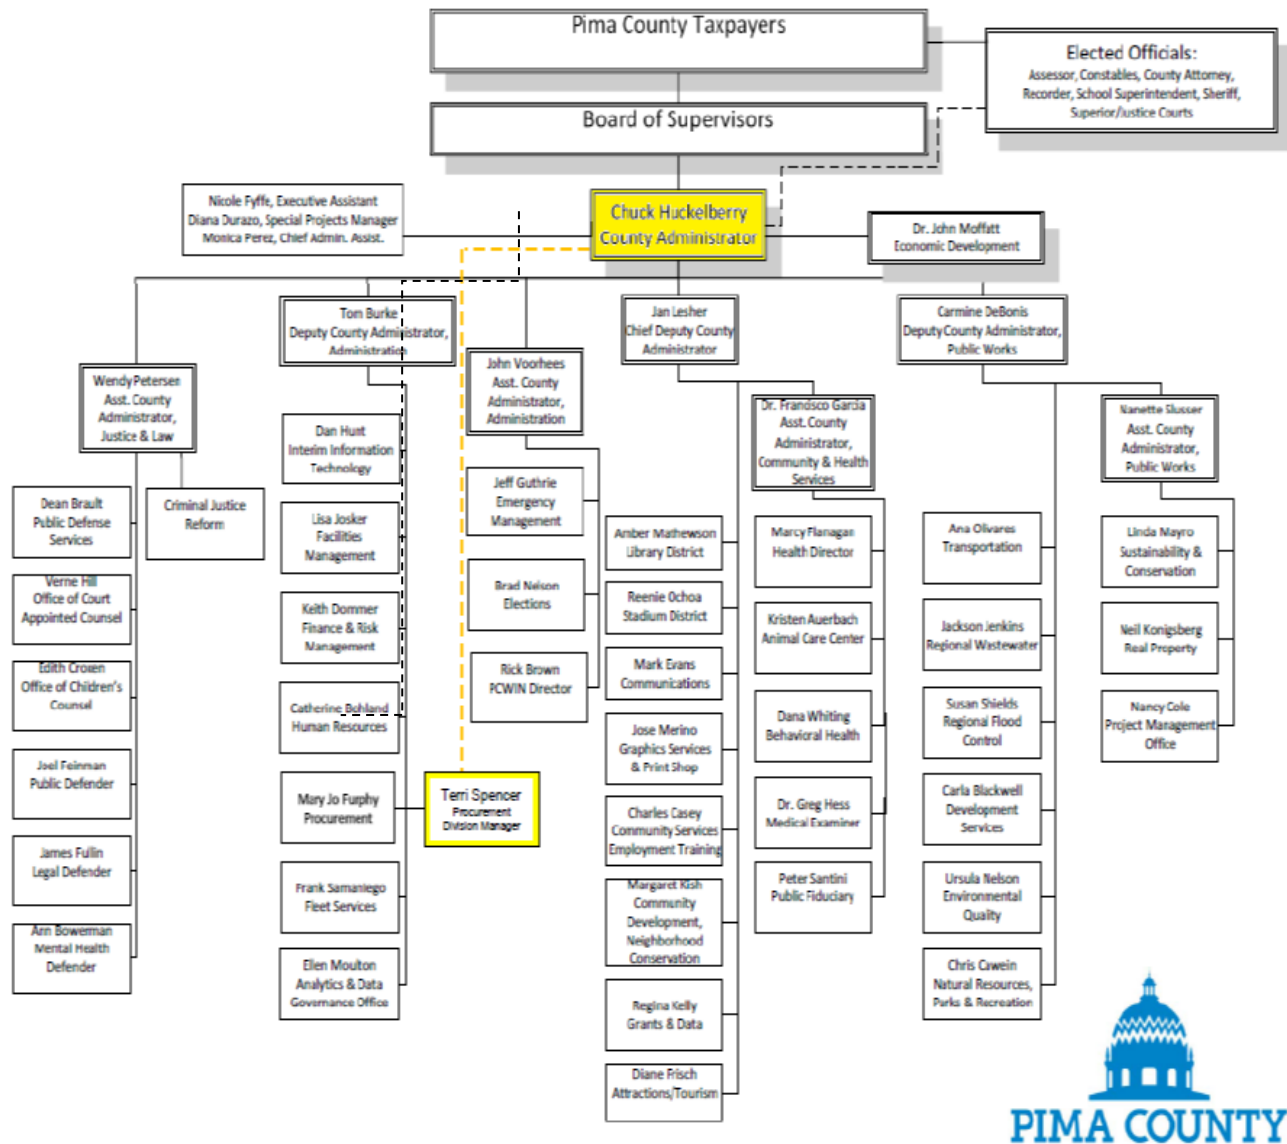 Pima County Taxpayers
Elected Officials:
Assessor, Constables, County Attorney,
Recorder, School Superintendent, Sheriff,
Superior/Justice Courts
Board of Supervisors
Nicole Fyffe, Executive Assistant
Diana Durazo, Special Projects Manager
Monica Perez, Chief Admin. Assist.
Chuck Huckelberry
County Administrator
Dr. John Moffatt
Economic Development
Tom Burke
Deputy County Administrator,
Administration
Jan Lesher
Chief Deputy County
Administrator
Carmine DeBonis
Deputy County Administrator,
Public Works
Wendy Petersen
Asst. County
Administrator,
Justice & Law
John Voorhees
Asst. County
Administrator,
Administration
Dr. Francisco Garcia
Asst. County
Administrator,
Community & Health
Services
Nanette Slusser
Asst. County
Administrator,
Public Works
Dean Brault
Public Defense
Services
Criminal Justice
Reform
Verne Hill
Office of Court
Appointed Counsel
Edith Croxen
Office of Children's
Counsel
Joel Feinman
Public Defender
James Fullin
Legal Defender
Ann Bowerman
Mental Health
Defender
Dan Hunt
Interim Information
Technology
Lisa Josker
Facilities
Management
Keith Dommer
Finance & Risk
Management
Catherine Bohland
Human Resources
Mary Jo Furphy
Procurement
Terri Spencer
Procurement
Division Manager
Frank Samaniego
Fleet Services
Ellen Moulton
Analytics & Data
Governance Office
Jeff Guthrie
Emergency
Management
Brad Nelson
Elections
Rick Brown
PCWIN Director
Amber Mathewson
Library District
Reenie Ochoa
Stadium District
Mark Evans
Communications
Jose Merino
Graphics Services
& Print Shop
Charles Casey
Community Services
Employment Training
Margaret Kish
Community
Development,
Neighborhood
Conservation
Regina Kelly
Grants & Data
Diane Frisch
Attractions/Tourism
Marcy Flanagan
Health Director
Kristen Auerbach
Animal Care Center
Dana Whiting
Behavioral Health
Dr. Greg Hess
Medical Examiner
Peter Santini
Public Fiduciary
Ana Olivares
Transportation
Jackson Jenkins
Regional Wastewater
Susan Shields
Regional Flood
Control
Carla Blackwell
Development
Services
Ursula Nelson
Environmental
Quality
Chris Cawein
Natural Resources,
Parks & Recreation
Linda Mayro
Sustainability &
Conservation
Neil Konigsberg
Real Property
Nancy Cole
Project Management
Office
PIMA COUNTY